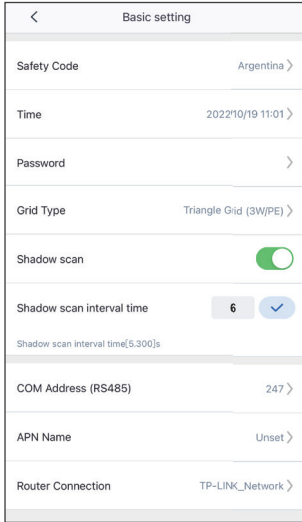 Basic setting
Safety Code Argentina
Time 2022/10/19 11:01
Password
Grid Type Triangle Grid (3W/PE)
Shadow scan
Shadow scan interval time 6
Shadow scan interval time[5.300]s
COM Address (RS485) 247
APN Name Unset
Router Connection TP-LINK_Network